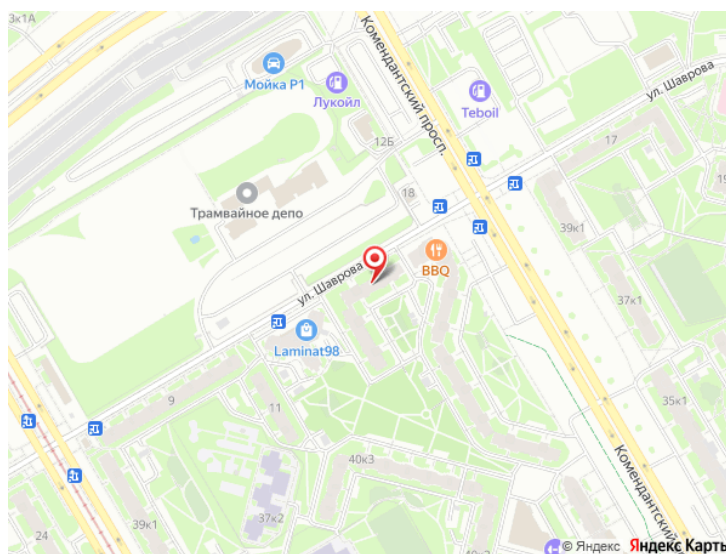 3к1А
Мойка Р1
Лукойл
Комендантский просп.
Teboil
ул. Шаврова
12Б
17
19
18
Трамвайное депо
39к1
BBQ
ул. Шаврова
37к1
Laminat98
9
11
35к1
40к3
Комендантский
24
39к1
37к2
© Яндекс Яндекс Карты